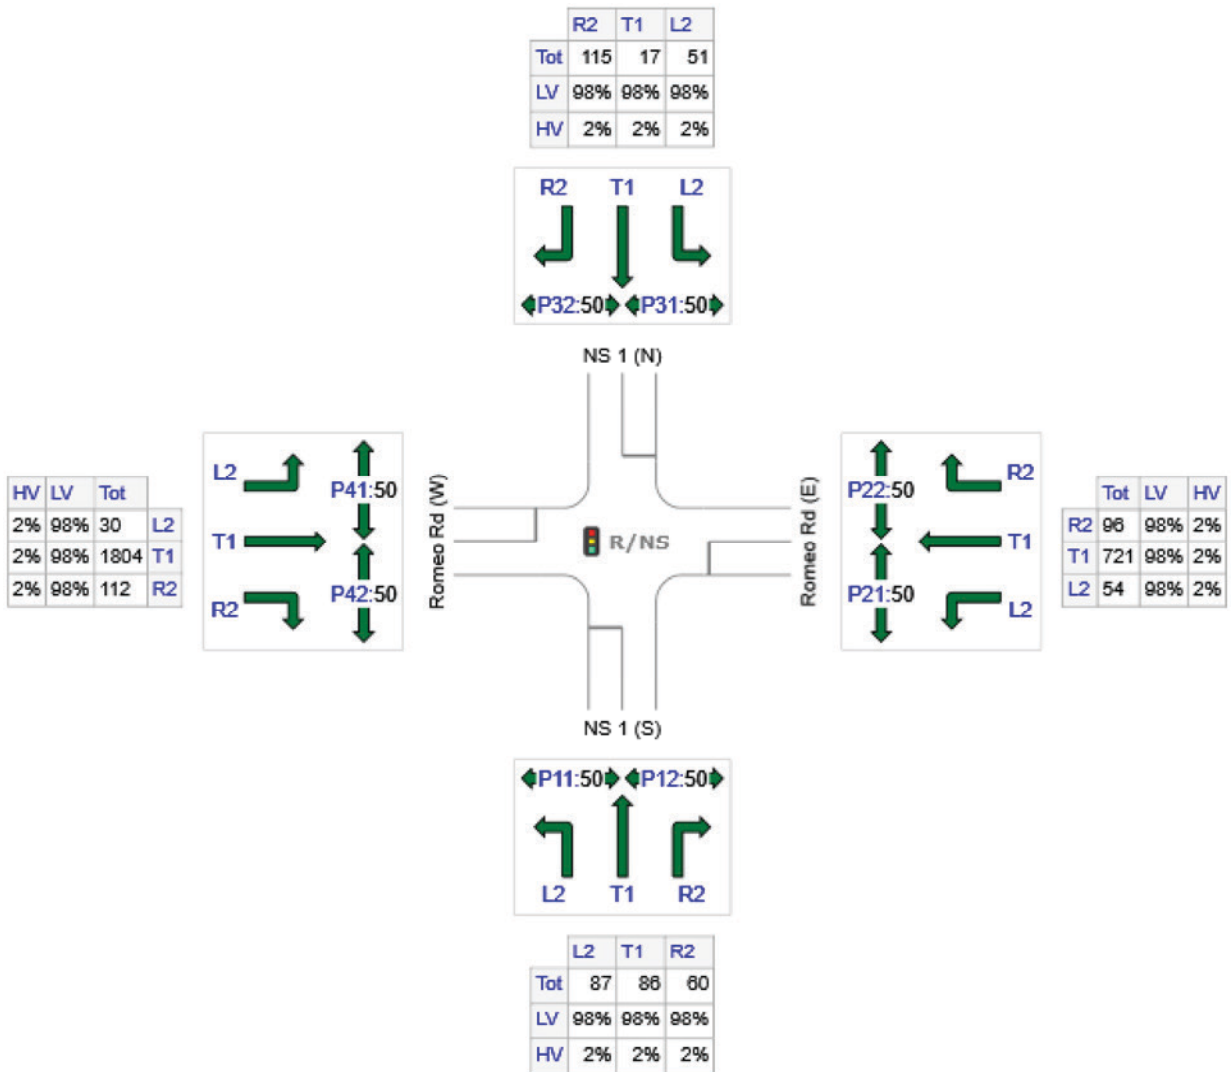 R2 T1 L2
Tot 115 17 51
LV 98% 98% 98%
HV 2% 2% 2%
R2 T1 L2
P32:50 P31:50
NS 1 (N)
HV LV Tot
2% 98% 30 L2
2% 98% 1804 T1
2% 98% 112 R2
L2
P41:50
T1
P42:50
R2
Romeo Rd (W)
R/NS
Romeo Rd (E)
P22:50
R2
T1
P21:50
L2
Tot LV HV
R2 96 98% 2%
T1 721 98% 2%
L2 54 98% 2%
NS 1 (S)
P11:50 P12:50
L2 T1 R2
L2 T1 R2
Tot 87 86 60
LV 98% 98% 98%
HV 2% 2% 2%